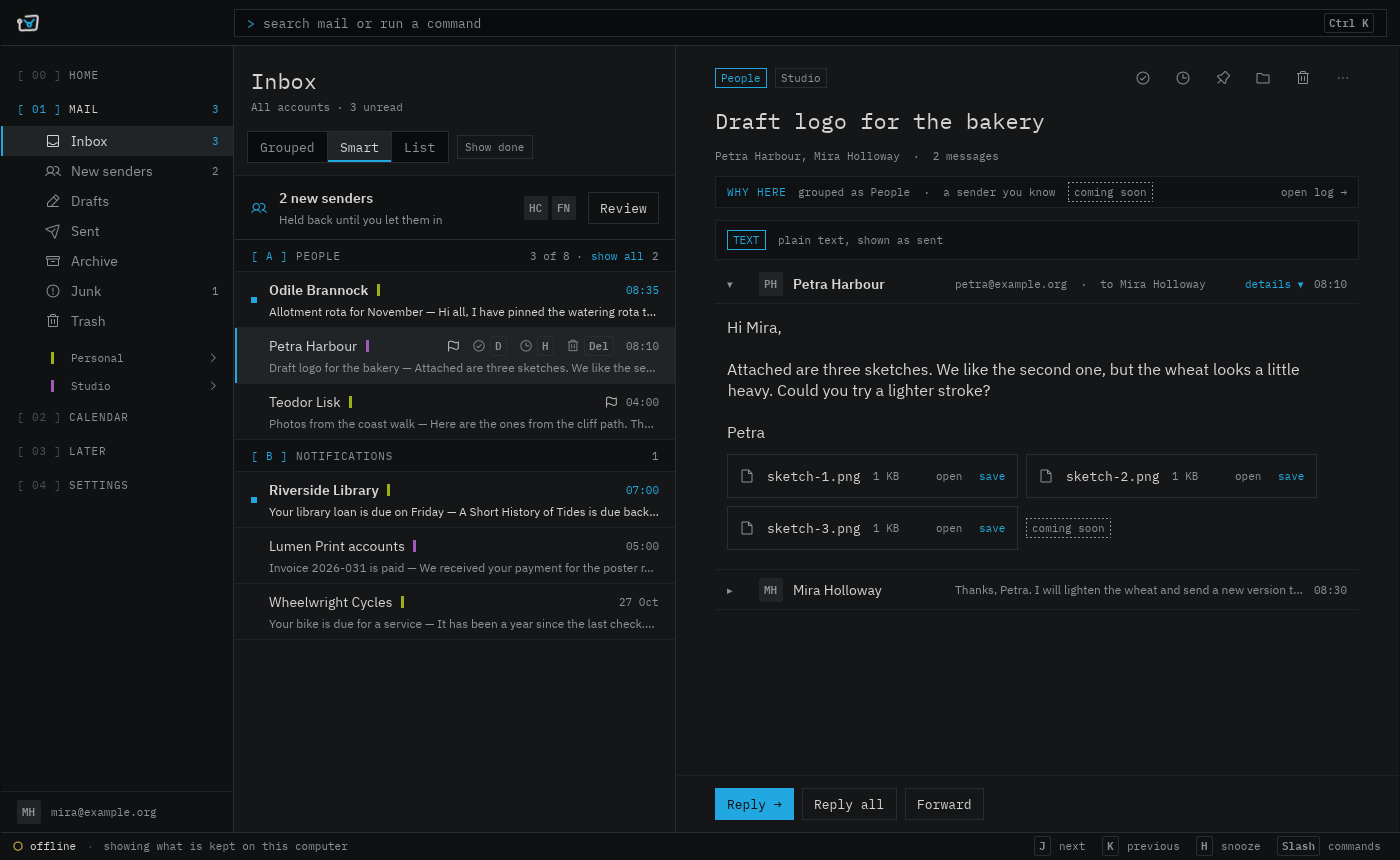 > search mail or run a command Ctrl K
[ 00 ] HOME
[ 01 ] MAIL 3
Inbox 3
New senders 2
Drafts
Sent
Archive
Junk 1
Trash
Personal
Studio
[ 02 ] CALENDAR
[ 03 ] LATER
[ 04 ] SETTINGS
MH mira@example.org
Inbox
All accounts · 3 unread
Grouped Smart List Show done
2 new senders
Held back until you let them in
HC FN Review
[ A ] PEOPLE 3 of 8 · show all 2
Odile Brannock 08:35
Allotment rota for November — Hi all, I have pinned the watering rota t...
Petra Harbour D H Del 08:10
Draft logo for the bakery — Attached are three sketches. We like the se...
Teodor Lisk 04:00
Photos from the coast walk — Here are the ones from the cliff path. Th...
[ B ] NOTIFICATIONS 1
Riverside Library 07:00
Your library loan is due on Friday — A Short History of Tides is due back...
Lumen Print accounts 05:00
Invoice 2026-031 is paid — We received your payment for the poster r...
Wheelwright Cycles 27 Oct
Your bike is due for a service — It has been a year since the last check....
People Studio ...
Draft logo for the bakery
Petra Harbour, Mira Holloway · 2 messages
WHY HERE grouped as People · a sender you know coming soon open log →
TEXT plain text, shown as sent
▾ PH Petra Harbour petra@example.org · to Mira Holloway details ▾ 08:10
Hi Mira,
Attached are three sketches. We like the second one, but the wheat looks a little
heavy. Could you try a lighter stroke?
Petra
sketch-1.png 1 KB open save
sketch-2.png 1 KB open save
sketch-3.png 1 KB open save
coming soon
▸ MH Mira Holloway Thanks, Petra. I will lighten the wheat and send a new version t... 08:30
Reply → Reply all Forward
offline · showing what is kept on this computer
J next K previous H snooze Slash commands